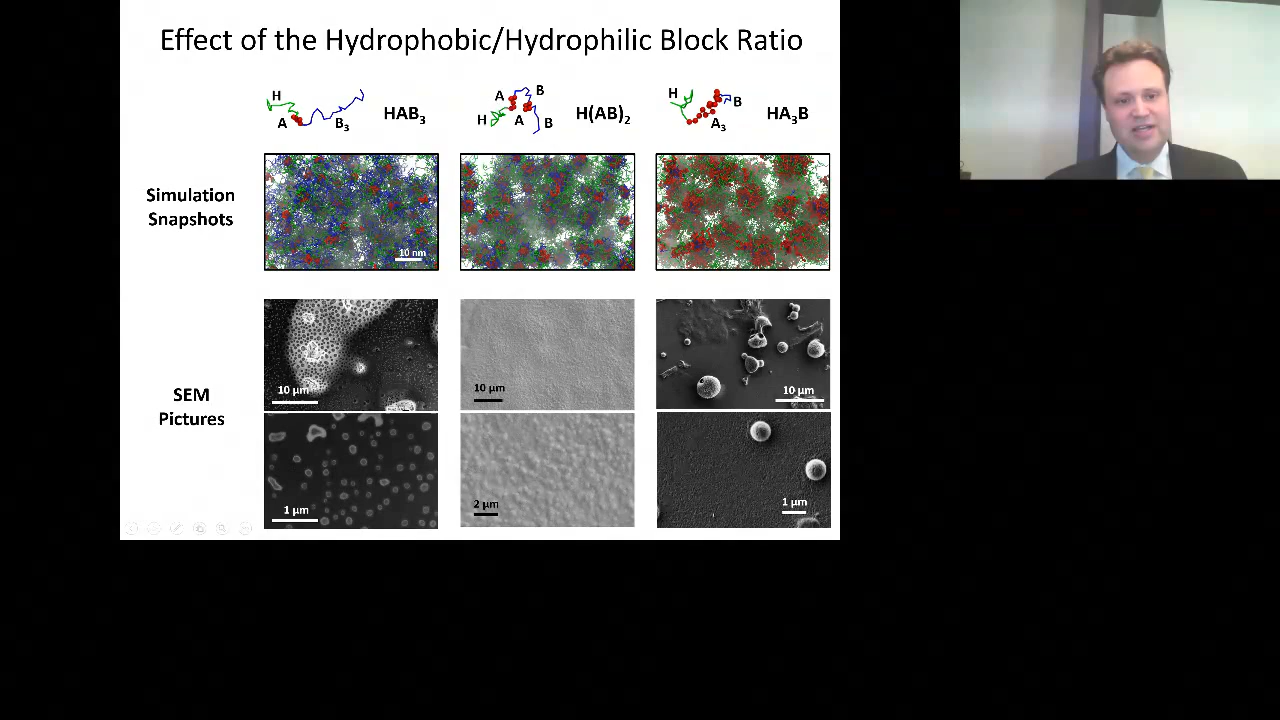 Effect of the Hydrophobic/Hydrophilic Block Ratio
H
A
B₃
HAB₃
A
B
H
A
B
H(AB)₂
H
B
A₃
HA₃B
Simulation
Snapshots
10 nm
SEM
Pictures
10 µm
10 µm
10 µm
1 µm
2 µm
1 µm